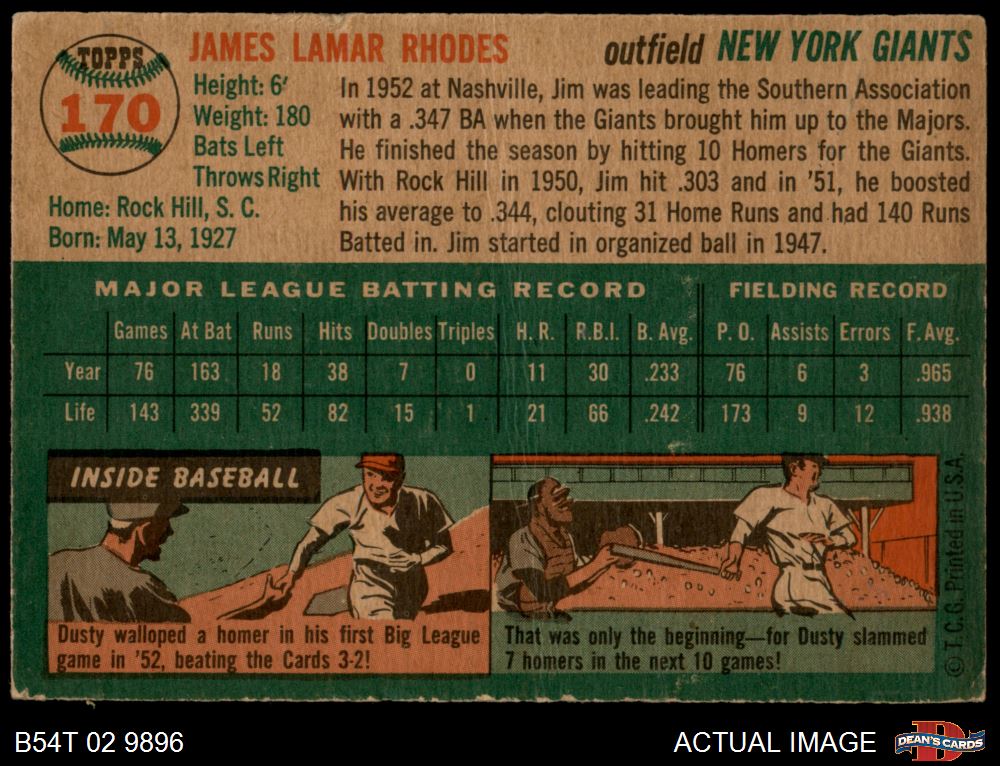 TOPPS
170
JAMES LAMAR RHODES
outfield NEW YORK GIANTS
Height: 6'
Weight: 180
Bats Left
Throws Right
Home: Rock Hill, S. C.
Born: May 13, 1927
In 1952 at Nashville, Jim was leading the Southern Association
with a .347 BA when the Giants brought him up to the Majors.
He finished the season by hitting 10 Homers for the Giants.
With Rock Hill in 1950, Jim hit .303 and in '51, he boosted
his average to .344, clouting 31 Home Runs and had 140 Runs
Batted in. Jim started in organized ball in 1947.
MAJOR LEAGUE BATTING RECORD FIELDING RECORD
Games At Bat Runs Hits Doubles Triples H. R. R.B.I. B. Avg. P. O. Assists Errors F. Avg.
Year 76 163 18 38 7 0 11 30 .233 76 6 3 .965
Life 143 339 52 82 15 1 21 66 .242 173 9 12 .938
INSIDE BASEBALL
Dusty walloped a homer in his first Big League
game in '52, beating the Cards 3-2!
That was only the beginning—for Dusty slammed
7 homers in the next 10 games!
© T. C. G. Printed in U.S.A.
B54T 02 9896
ACTUAL IMAGE
D
DEAN'S CARDS